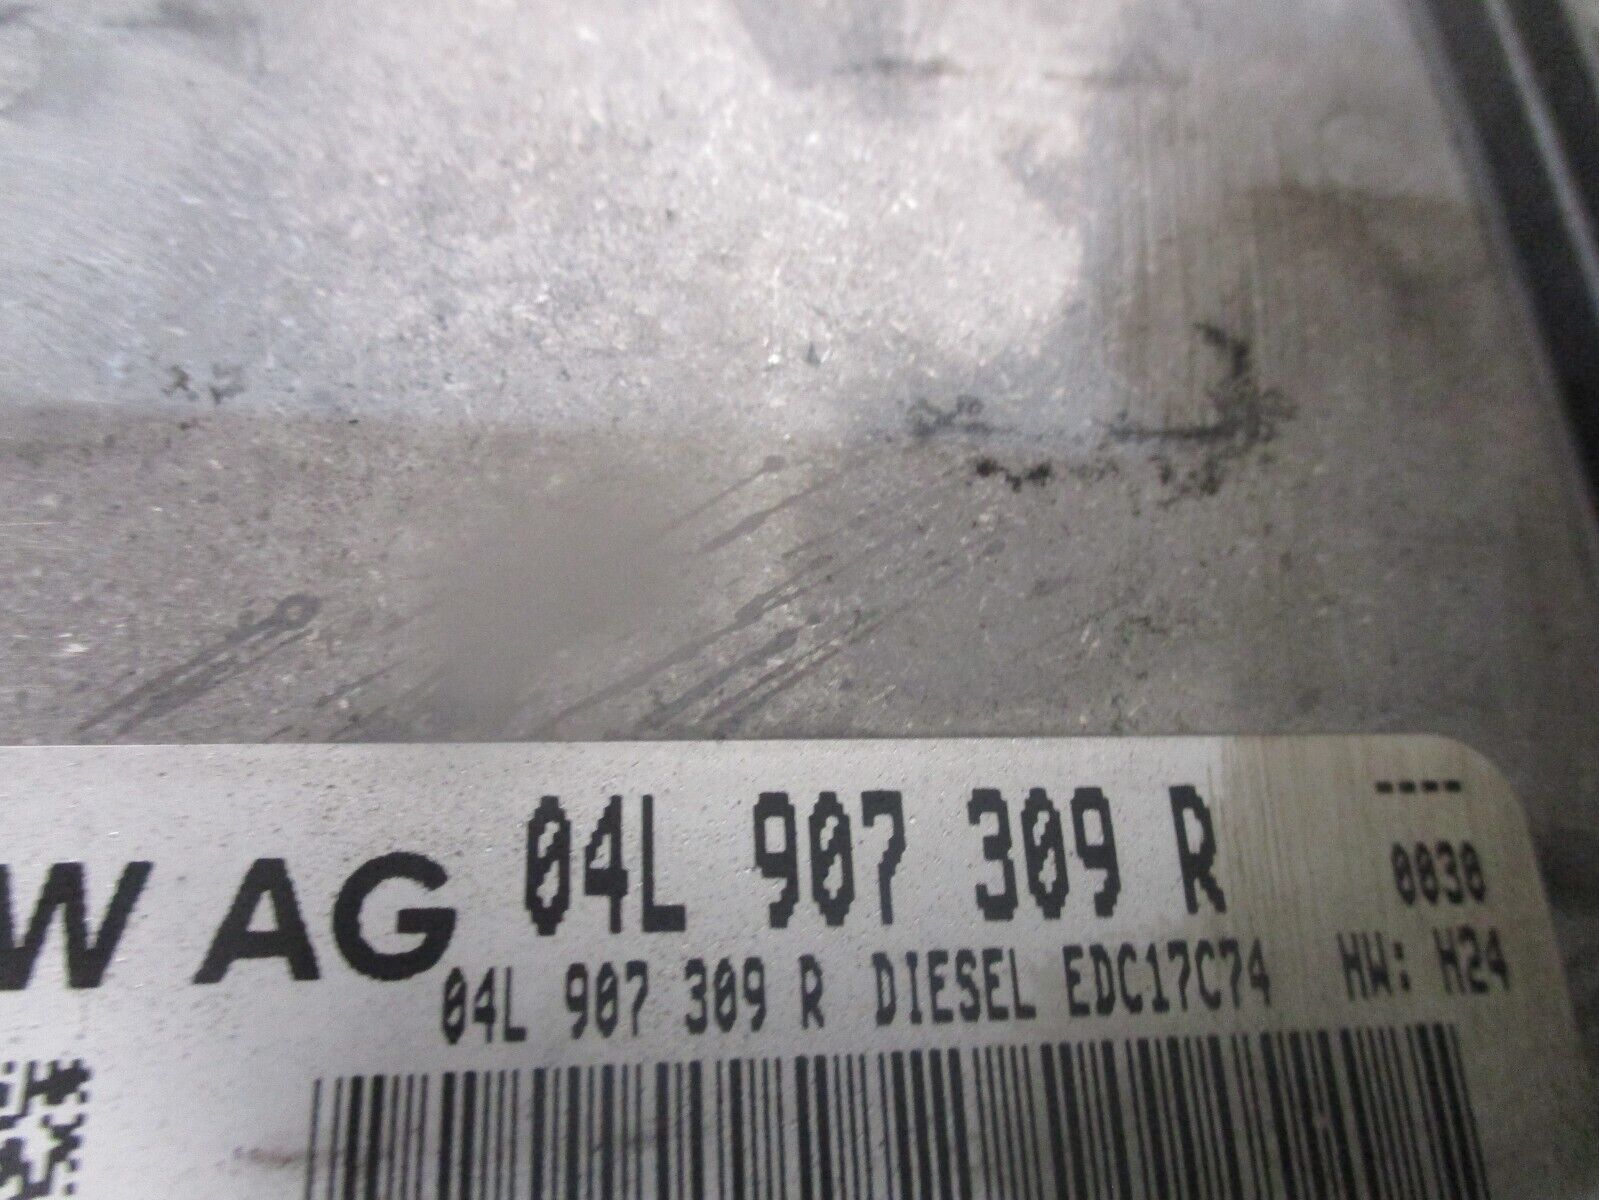 04L 907 309 R ----
0030
W AG
04L 907 309 R DIESEL EDC17C74 HW: H24